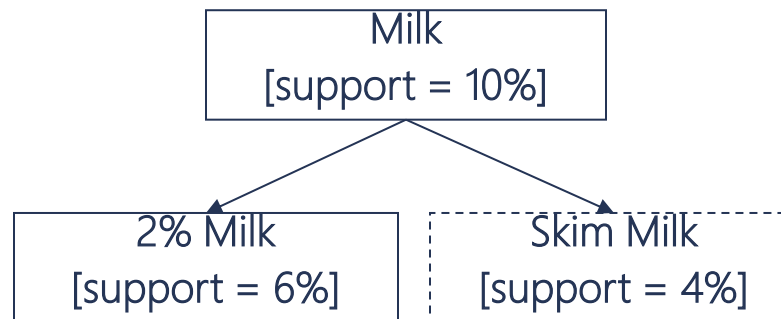 Milk
[support = 10%]
2% Milk
[support = 6%]
Skim Milk
[support = 4%]